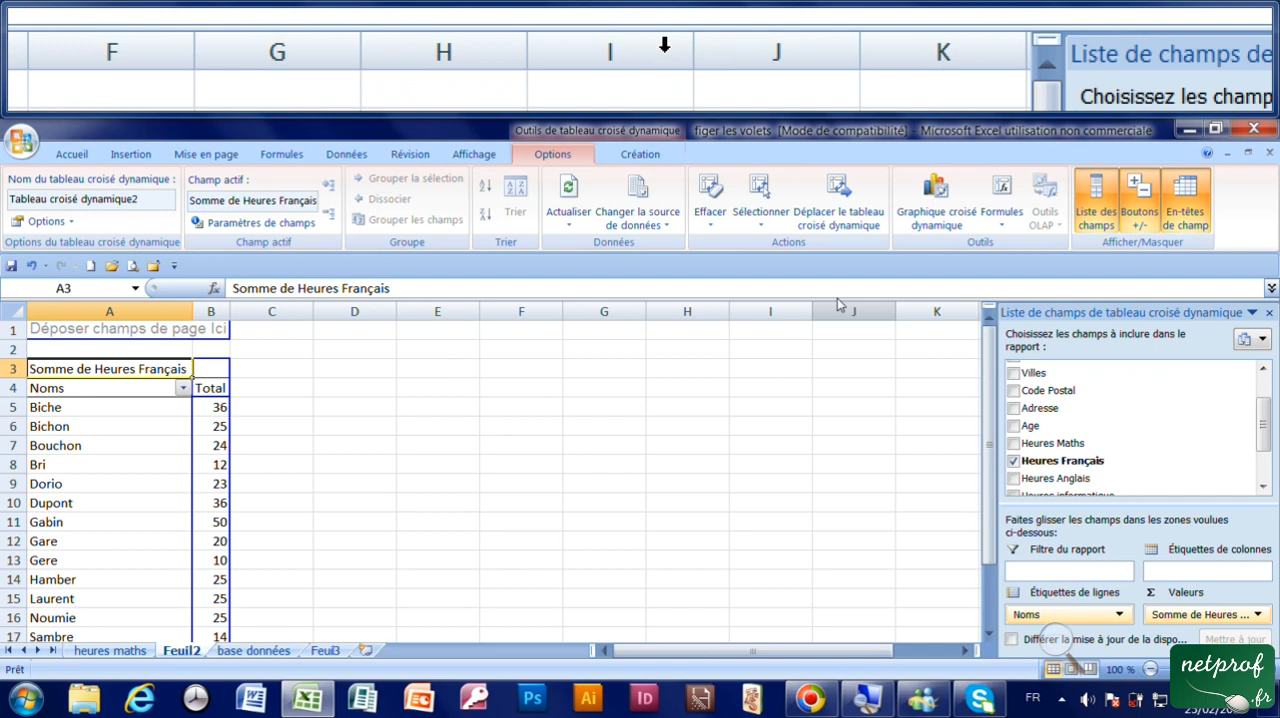 F G H I J K
Liste de champs de
Choisissez les champ
Outils de tableau croisé dynamique figer les volets [Mode de compatibilité] - Microsoft Excel utilisation non commerciale
Accueil Insertion Mise en page Formules Données Révision Affichage Options Création
Nom du tableau croisé dynamique :
Tableau croisé dynamique2
Options
Options du tableau croisé dynamique
Champ actif :
Somme de Heures Français
Paramètres de champs
Champ actif
Grouper la sélection
Dissocier
Grouper les champs
Groupe
Trier
Trier
Actualiser
Changer la source
de données
Données
Effacer
Sélectionner
Déplacer le tableau
croisé dynamique
Actions
Graphique croisé
dynamique
Formules
Outils
OLAP
Outils
Liste des
champs
Boutons
+/-
En-têtes
de champ
Afficher/Masquer
A3 fx Somme de Heures Français
A B C D E F G H I J K
1 Déposer champs de page Ici
2
3 Somme de Heures Français
4 Noms Total
5 Biche 36
6 Bichon 25
7 Bouchon 24
8 Bri 12
9 Dorio 23
10 Dupont 36
11 Gabin 50
12 Gare 20
13 Gere 10
14 Hamber 25
15 Laurent 25
16 Noumie 25
17 Sambre 14
Liste de champs de tableau croisé dynamique
Choisissez les champs à inclure dans le
rapport :
Villes
Code Postal
Adresse
Age
Heures Maths
Heures Français
Heures Anglais
Heures informatique
Faites glisser les champs dans les zones voulues
ci-dessous:
Filtre du rapport
Étiquettes de colonnes
Étiquettes de lignes
Σ Valeurs
Noms
Somme de Heures ...
Différer la mise à jour de la dispo...
Mettre à jour
heures maths Feuil2 base données Feuil3
Prêt
100 %
netprof
.fr
Ps Ai ID
FR